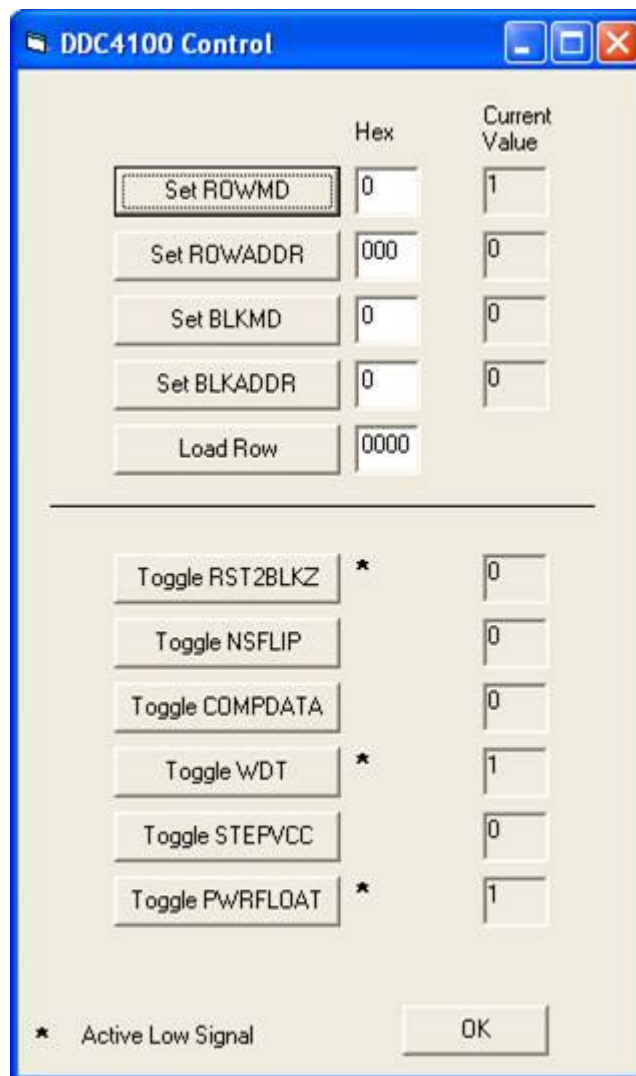 DDC4100 Control
Hex Current Value
Set ROWMD 0 1
Set ROWADDR 000 0
Set BLKMD 0 0
Set BLKADDR 0 0
Load Row 0000
Toggle RST2BLKZ * 0
Toggle NSFLIP 0
Toggle COMPDATA 0
Toggle WDT * 1
Toggle STEPVCC 0
Toggle PWRFLOAT * 1
* Active Low Signal OK